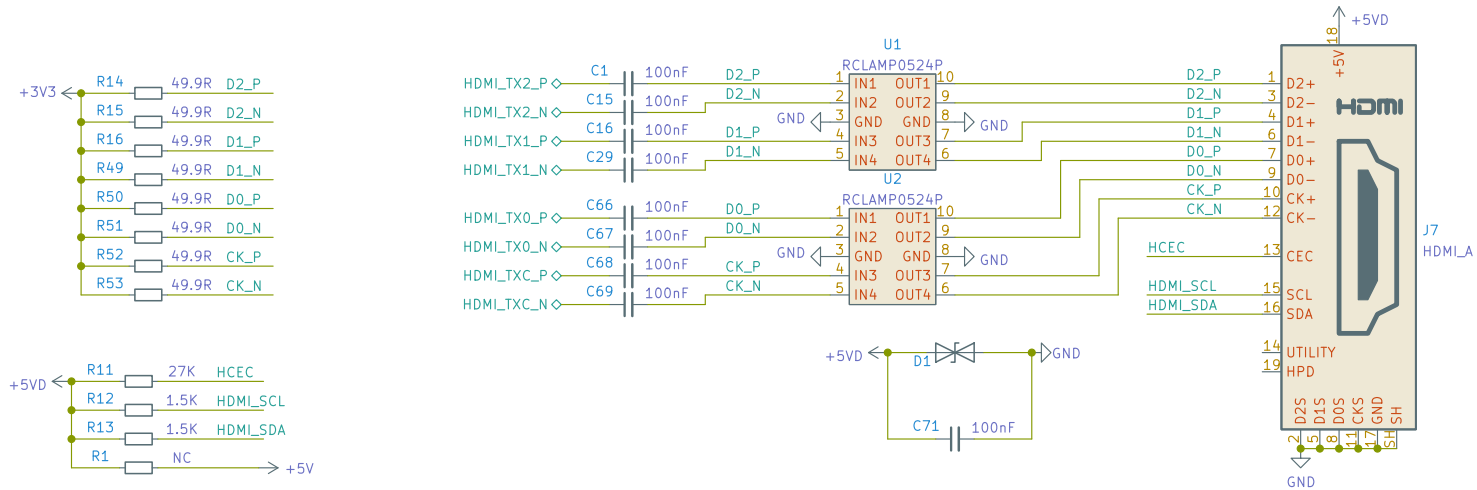 +3V3
R14 49.9R D2_P
R15 49.9R D2_N
R16 49.9R D1_P
R49 49.9R D1_N
R50 49.9R D0_P
R51 49.9R D0_N
R52 49.9R CK_P
R53 49.9R CK_N
+5VD
R11 27K HCEC
R12 1.5K HDMI_SCL
R13 1.5K HDMI_SDA
R1 NC +5V
HDMI_TX2_P C1 100nF D2_P
HDMI_TX2_N C15 100nF D2_N
HDMI_TX1_P C16 100nF D1_P
HDMI_TX1_N C29 100nF D1_N
HDMI_TX0_P C66 100nF D0_P
HDMI_TX0_N C67 100nF D0_N
HDMI_TXC_P C68 100nF CK_P
HDMI_TXC_N C69 100nF CK_N
U1
RCLAMP0524P
1 IN1 OUT1 10
2 IN2 OUT2 9
GND 3 GND GND 8 GND
4 IN3 OUT3 7
5 IN4 OUT4 6
U2
RCLAMP0524P
1 IN1 OUT1 10
2 IN2 OUT2 9
GND 3 GND GND 8 GND
4 IN3 OUT3 7
5 IN4 OUT4 6
+5VD D1 GND
C71 100nF
+5VD
18
+5V
HDMI
D2_P 1 D2+
D2_N 3 D2-
D1_P 4 D1+
D1_N 6 D1-
D0_P 7 D0+
D0_N 9 D0-
CK_P 10 CK+
CK_N 12 CK-
HCEC 13 CEC
HDMI_SCL 15 SCL
HDMI_SDA 16 SDA
14 UTILITY
19 HPD
J7
HDMI_A
D2S D1S D0S CKS GND SH
2 5 8 11 17 SH
GND